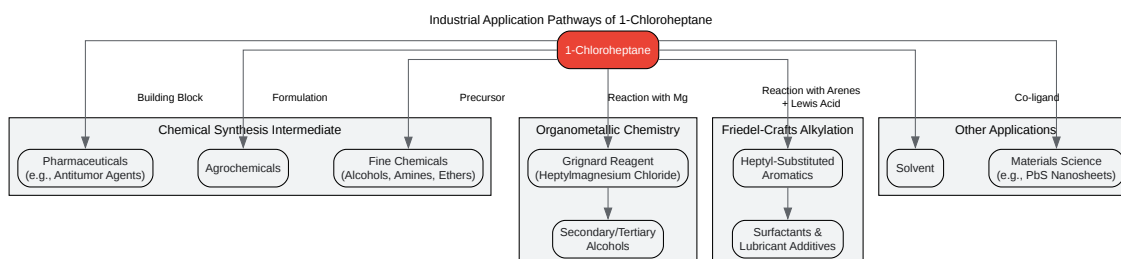 Industrial Application Pathways of 1-Chloroheptane
1-Chloroheptane
Building Block
Formulation
Precursor
Reaction with Mg
Reaction with Arenes
+ Lewis Acid
Co-ligand
Chemical Synthesis Intermediate
Pharmaceuticals
(e.g., Antitumor Agents)
Agrochemicals
Fine Chemicals
(Alcohols, Amines, Ethers)
Organometallic Chemistry
Grignard Reagent
(Heptylmagnesium Chloride)
Secondary/Tertiary
Alcohols
Friedel-Crafts Alkylation
Heptyl-Substituted
Aromatics
Surfactants &
Lubricant Additives
Other Applications
Solvent
Materials Science
(e.g., PbS Nanosheets)